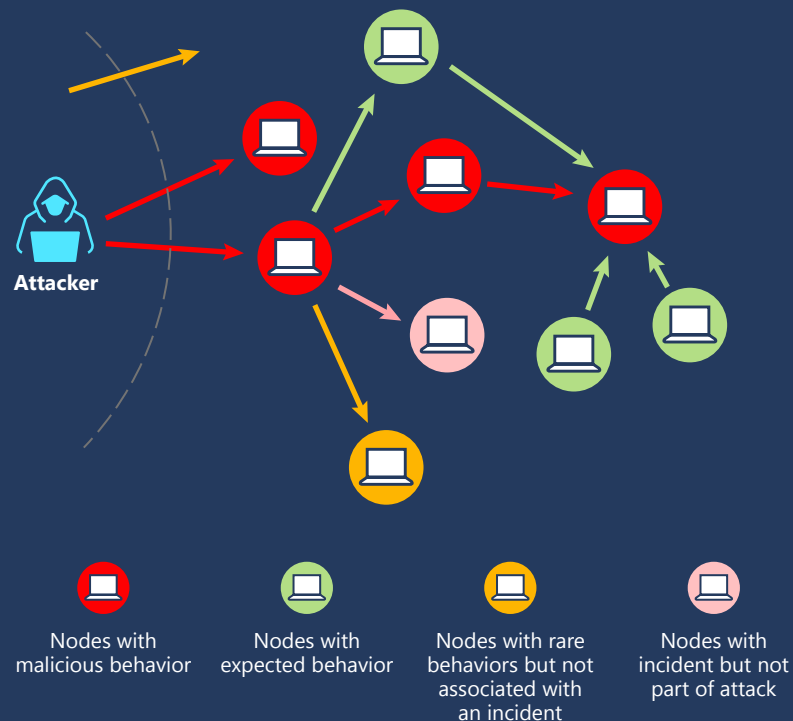 Attacker
Nodes with
malicious behavior
Nodes with
expected behavior
Nodes with rare
behaviors but not
associated with
an incident
Nodes with
incident but not
part of attack